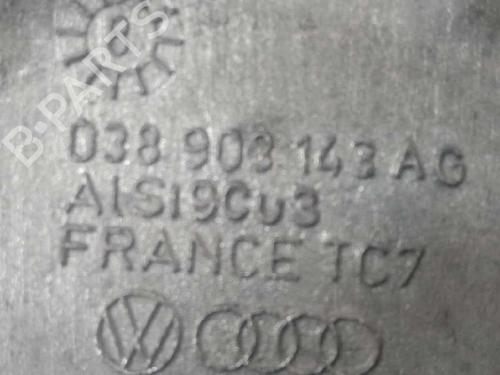 B-PARTS
038 903 143 AG
AlSi9Cu3
FRANCE TC7